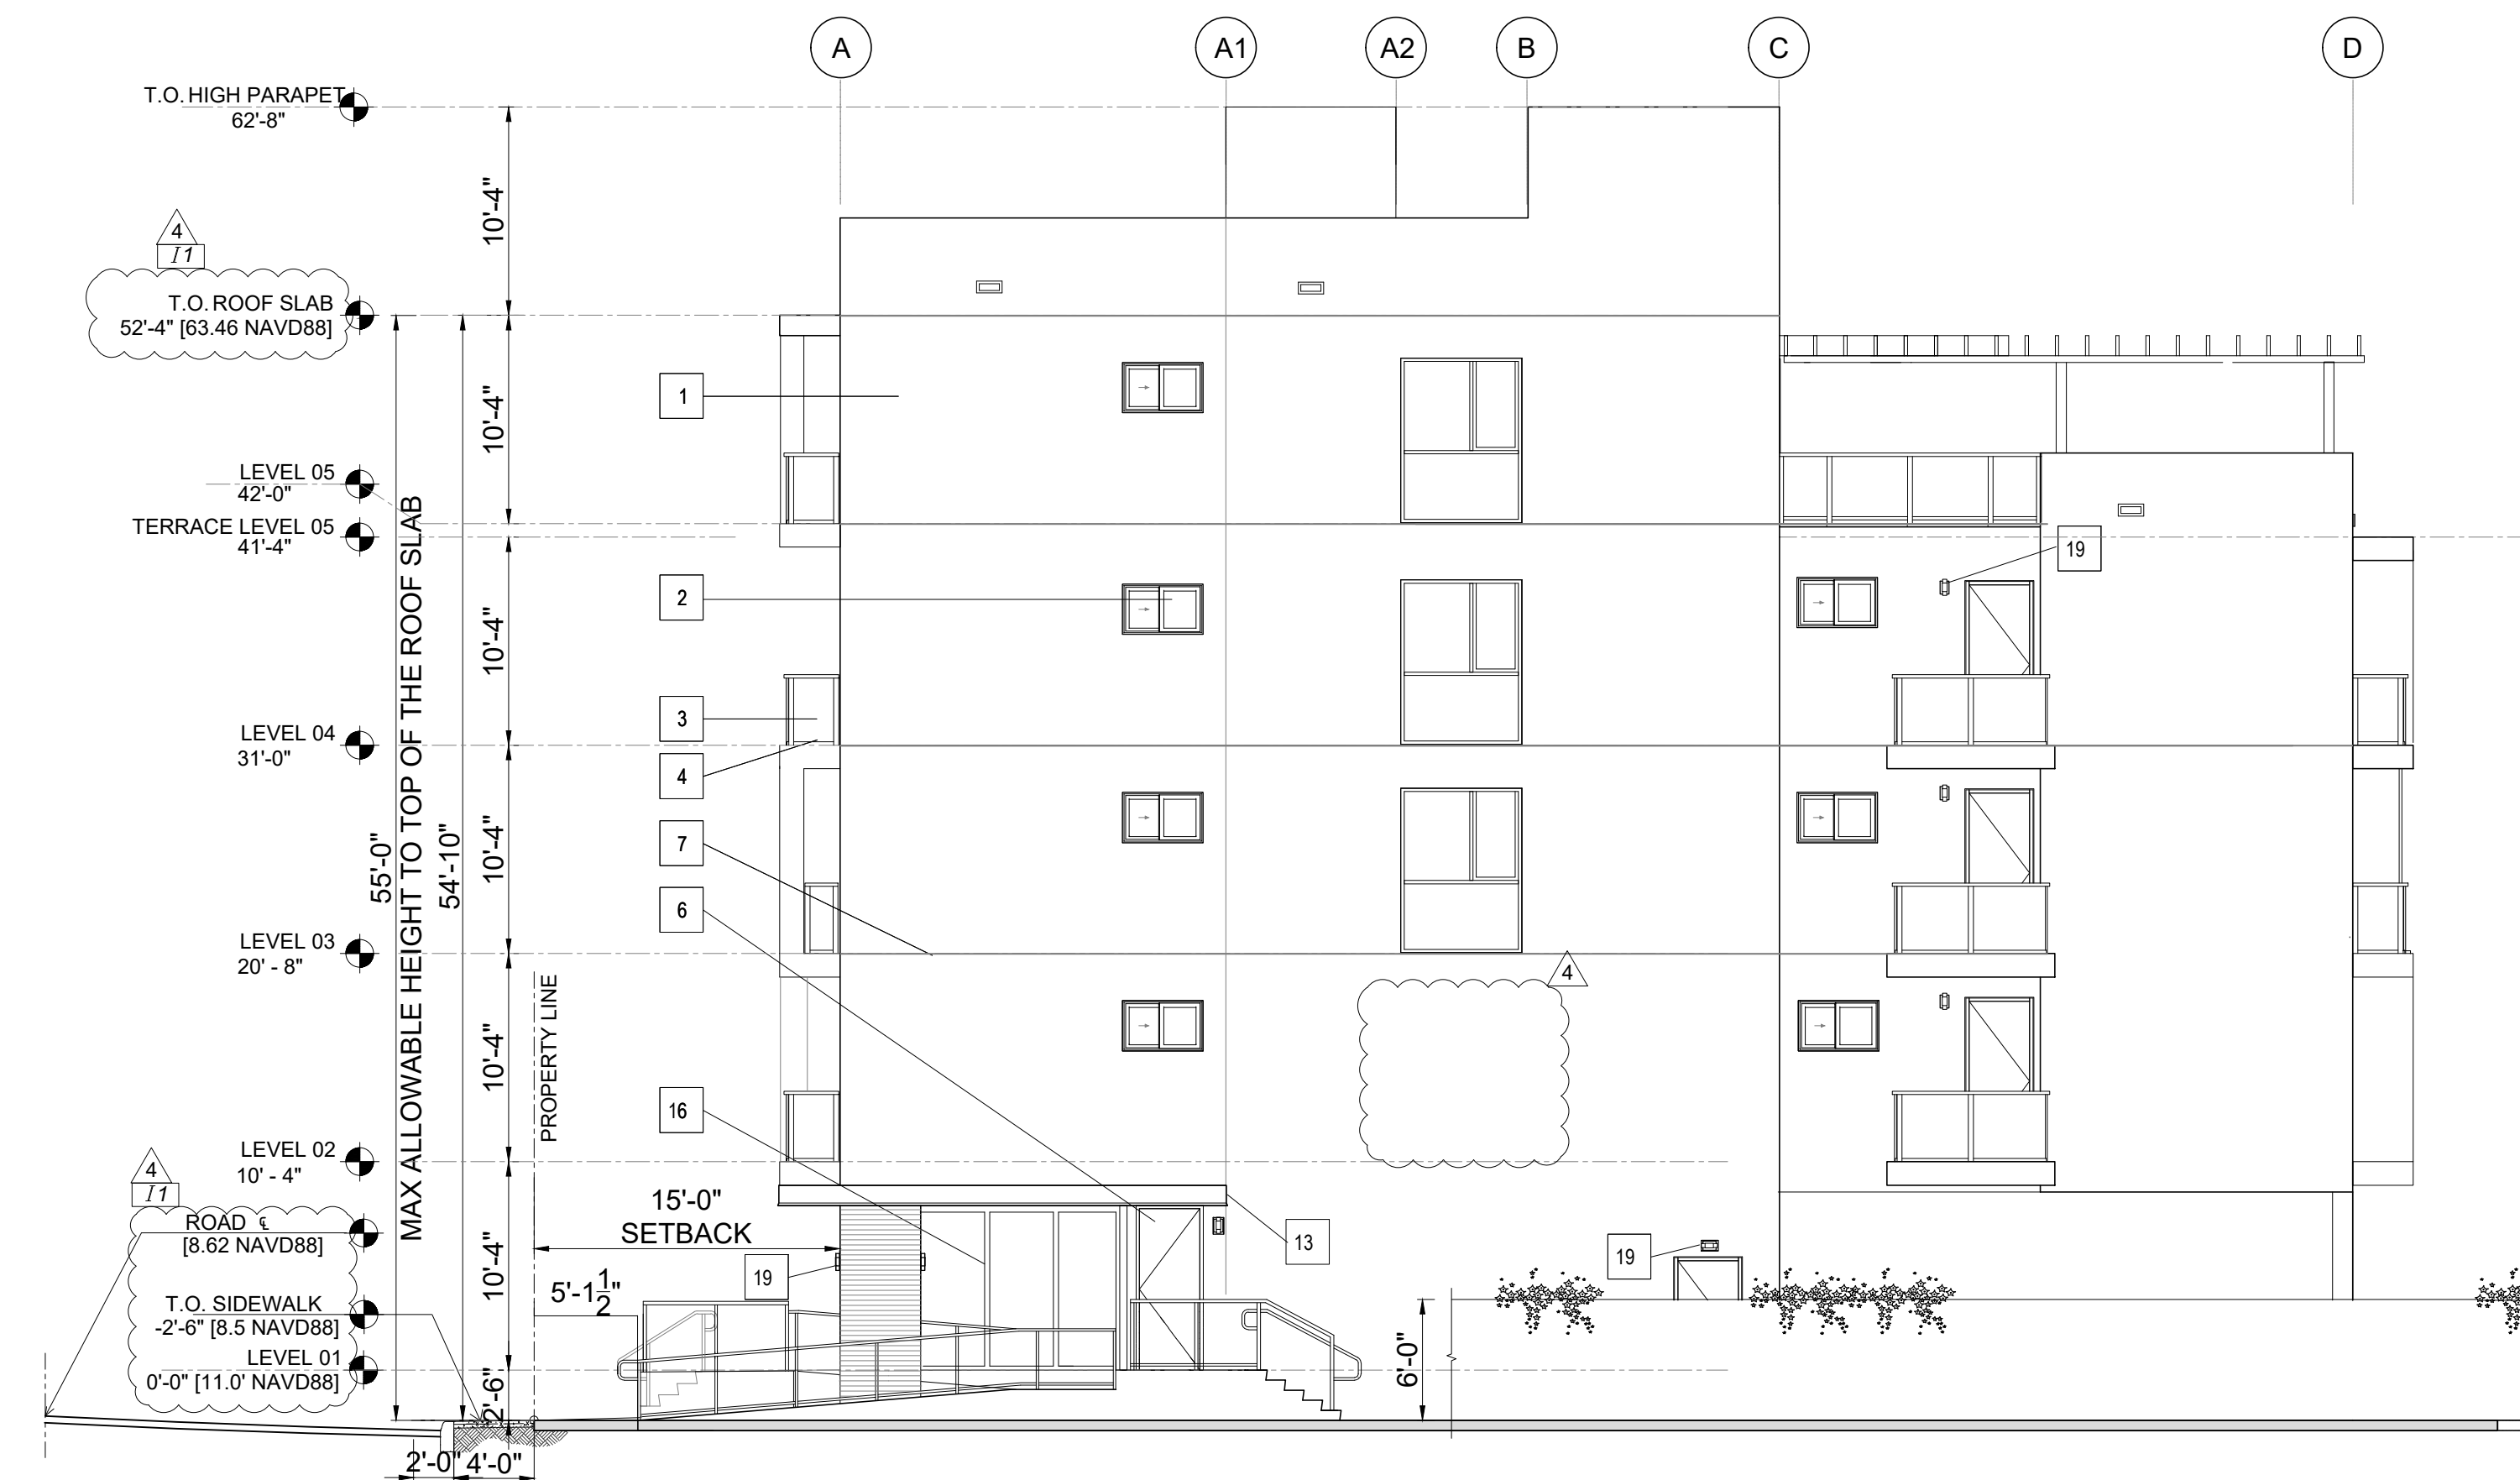 A
A1
A2
B
C
D
T.O. HIGH PARAPET
62'-8"
10'-4"
4
I1
T.O. ROOF SLAB
52'-4" [63.46 NAVD88]
10'-4"
1
LEVEL 05
42'-0"
TERRACE LEVEL 05
41'-4"
19
10'-4"
2
3
LEVEL 04
31'-0"
4
MAX ALLOWABLE HEIGHT TO TOP OF THE ROOF SLAB
55'-0"
54'-10"
10'-4"
7
6
LEVEL 03
20' - 8"
4
PROPERTY LINE
10'-4"
16
LEVEL 02
10' - 4"
4
I1
15'-0"
SETBACK
ROAD ℄
[8.62 NAVD88]
13
19
10'-4"
19
5'-1 1/2"
T.O. SIDEWALK
-2'-6" [8.5 NAVD88]
LEVEL 01
0'-0" [11.0' NAVD88]
6'-0"
2'-6"
2'-0"
4'-0"